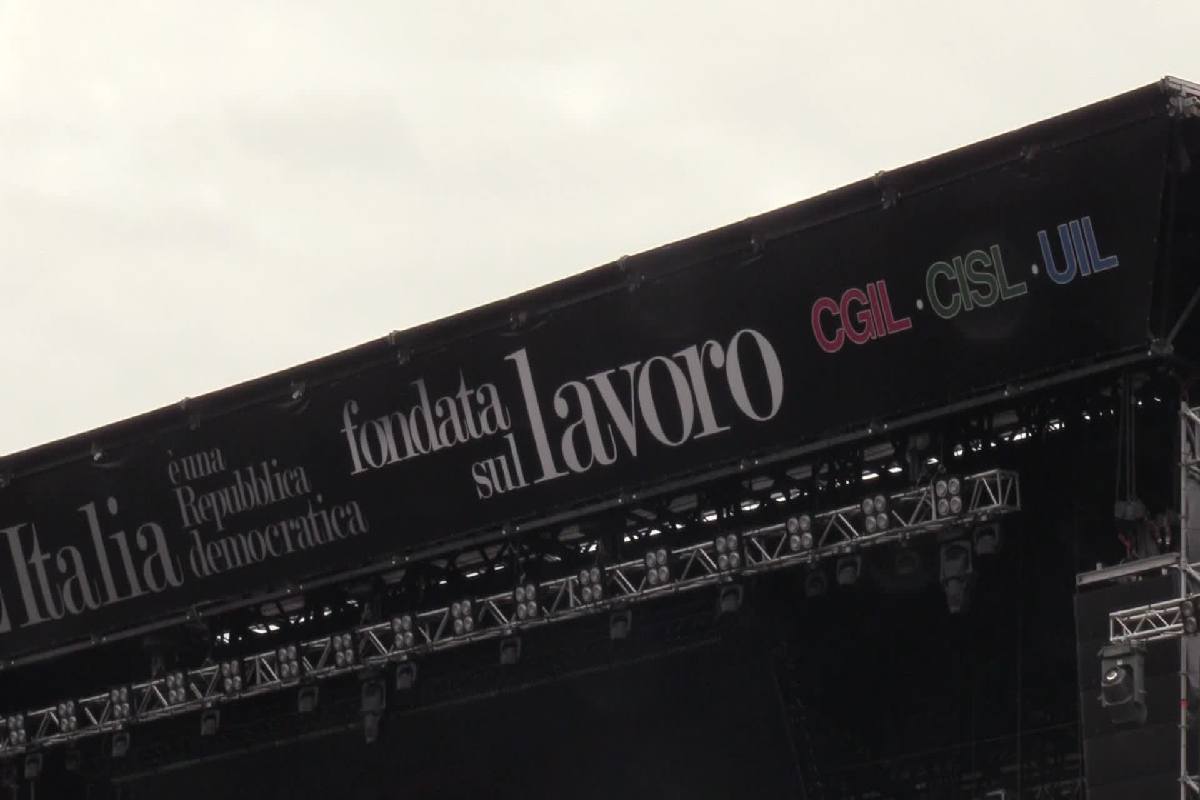 Italia
è una
Repubblica
democratica
fondata
sul
lavoro
CGIL · CISL · UIL